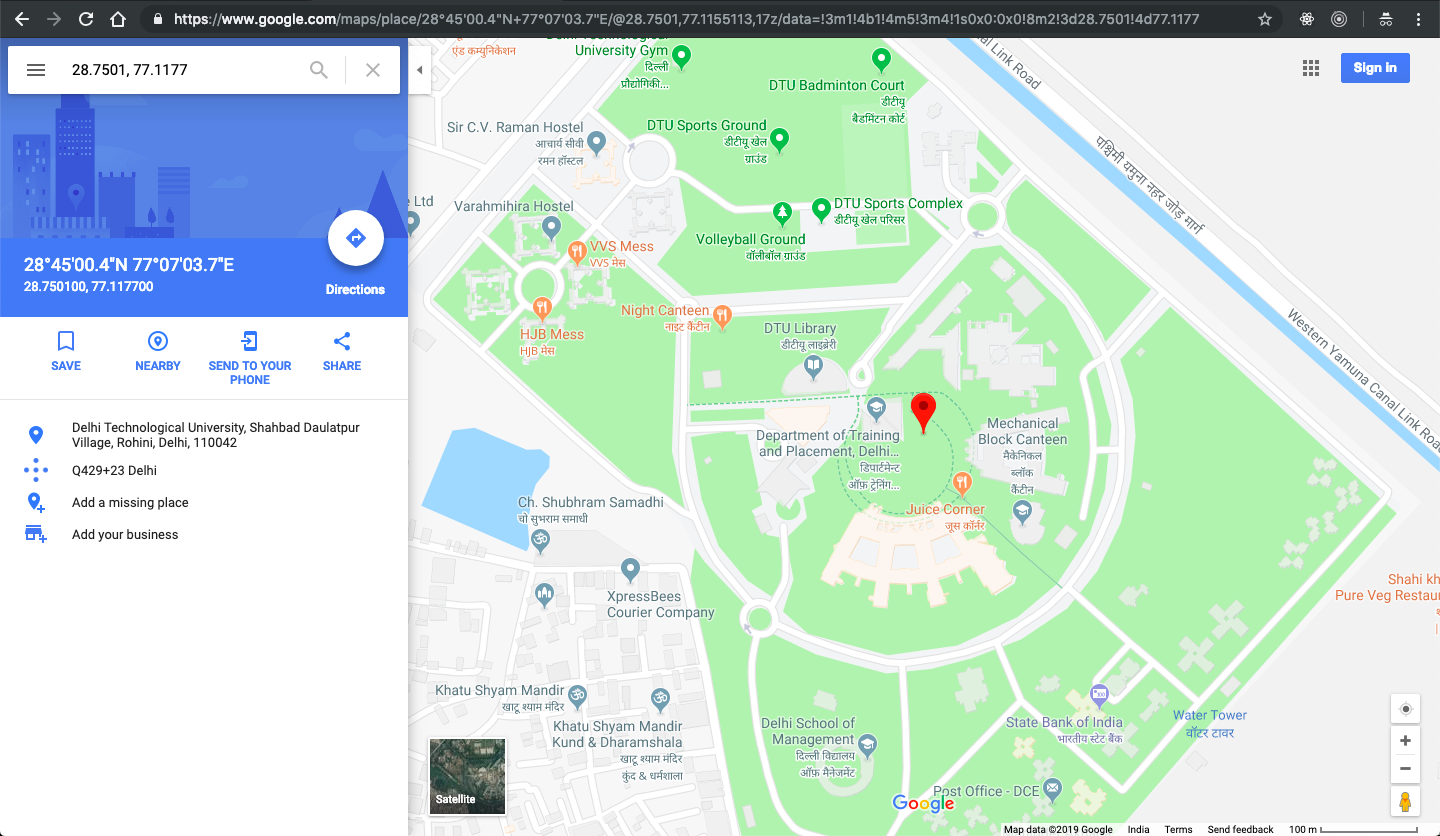 https://www.google.com/maps/place/28°45'00.4"N+77°07'03.7"E/@28.7501,77.1155113,17z/data=!3m1!4b1!4m5!3m4!1s0x0:0x0!8m2!3d28.7501!4d77.1177
28.7501, 77.1177
28°45'00.4"N 77°07'03.7"E
28.750100, 77.117700
Directions
SAVE
NEARBY
SEND TO YOUR
PHONE
SHARE
Delhi Technological University, Shahbad Daulatpur
Village, Rohini, Delhi, 110042
Q429+23 Delhi
Add a missing place
Add your business
एंड कम्युनिकेशन
Delhi Technological
University Gym
दिल्ली
प्रौद्योगिकी...
DTU Badminton Court
डीटीयू
बैडमिंटन कोर्ट
nal Link Road
Sign in
Sir C.V. Raman Hostel
आचार्य सीवी
रमन हॉस्टल
DTU Sports Ground
डीटीयू खेल
ग्राउंड
पश्चिमी यमुना नहर जोड़ मार्ग
e Ltd
Varahmihira Hostel
DTU Sports Complex
डीटीयू खेल परिसर
Volleyball Ground
वॉलीबॉल ग्राउंड
VVS Mess
VVS मेस
Night Canteen
नाइट कैंटीन
HJB Mess
HJB मेस
DTU Library
डीटीयू लाइब्रेरी
Western Yamuna Canal Link Road
Department of Training
and Placement, Delhi...
डिपार्टमेन्ट
ऑफ़ ट्रेनिंग...
Mechanical
Block Canteen
मैकेनिकल
ब्लॉक
कैंटीन
Juice Corner
जूस कॉर्नर
Ch. Shubhram Samadhi
चो सुभराम समाधी
XpressBees
Courier Company
Shahi kh
Pure Veg Restau
Khatu Shyam Mandir
खाटू श्याम मंदिर
Khatu Shyam Mandir
Kund & Dharamshala
खाटू श्याम मंदिर
कुंद & धर्मशाला
Delhi School of
Management
दिल्ली विद्यालय
ऑफ़ मैनेजमेंट
State Bank of India
भारतीय स्टेट बैंक
Water Tower
वॉटर टावर
Post Office - DCE
Satellite
Google
Map data ©2019 Google India Terms Send feedback 100 m